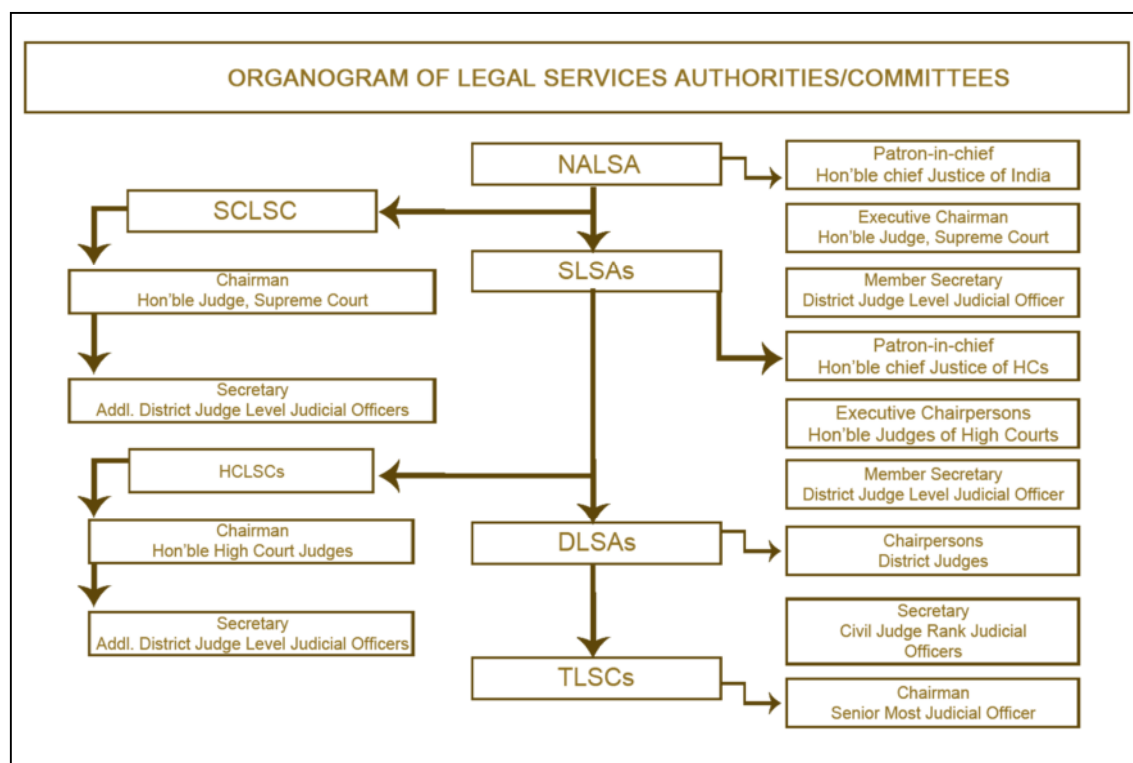 ORGANOGRAM OF LEGAL SERVICES AUTHORITIES/COMMITTEES
NALSA
Patron-in-chief
Hon'ble chief Justice of India
SCLSC
Executive Chairman
Hon'ble Judge, Supreme Court
SLSAs
Chairman
Hon'ble Judge, Supreme Court
Member Secretary
District Judge Level Judicial Officer
Patron-in-chief
Hon'ble chief Justice of HCs
Secretary
Addl. District Judge Level Judicial Officers
Executive Chairpersons
Hon'ble Judges of High Courts
HCLSCs
Member Secretary
District Judge Level Judicial Officer
Chairman
Hon'ble High Court Judges
DLSAs
Chairpersons
District Judges
Secretary
Addl. District Judge Level Judicial Officers
Secretary
Civil Judge Rank Judicial
Officers
TLSCs
Chairman
Senior Most Judicial Officer